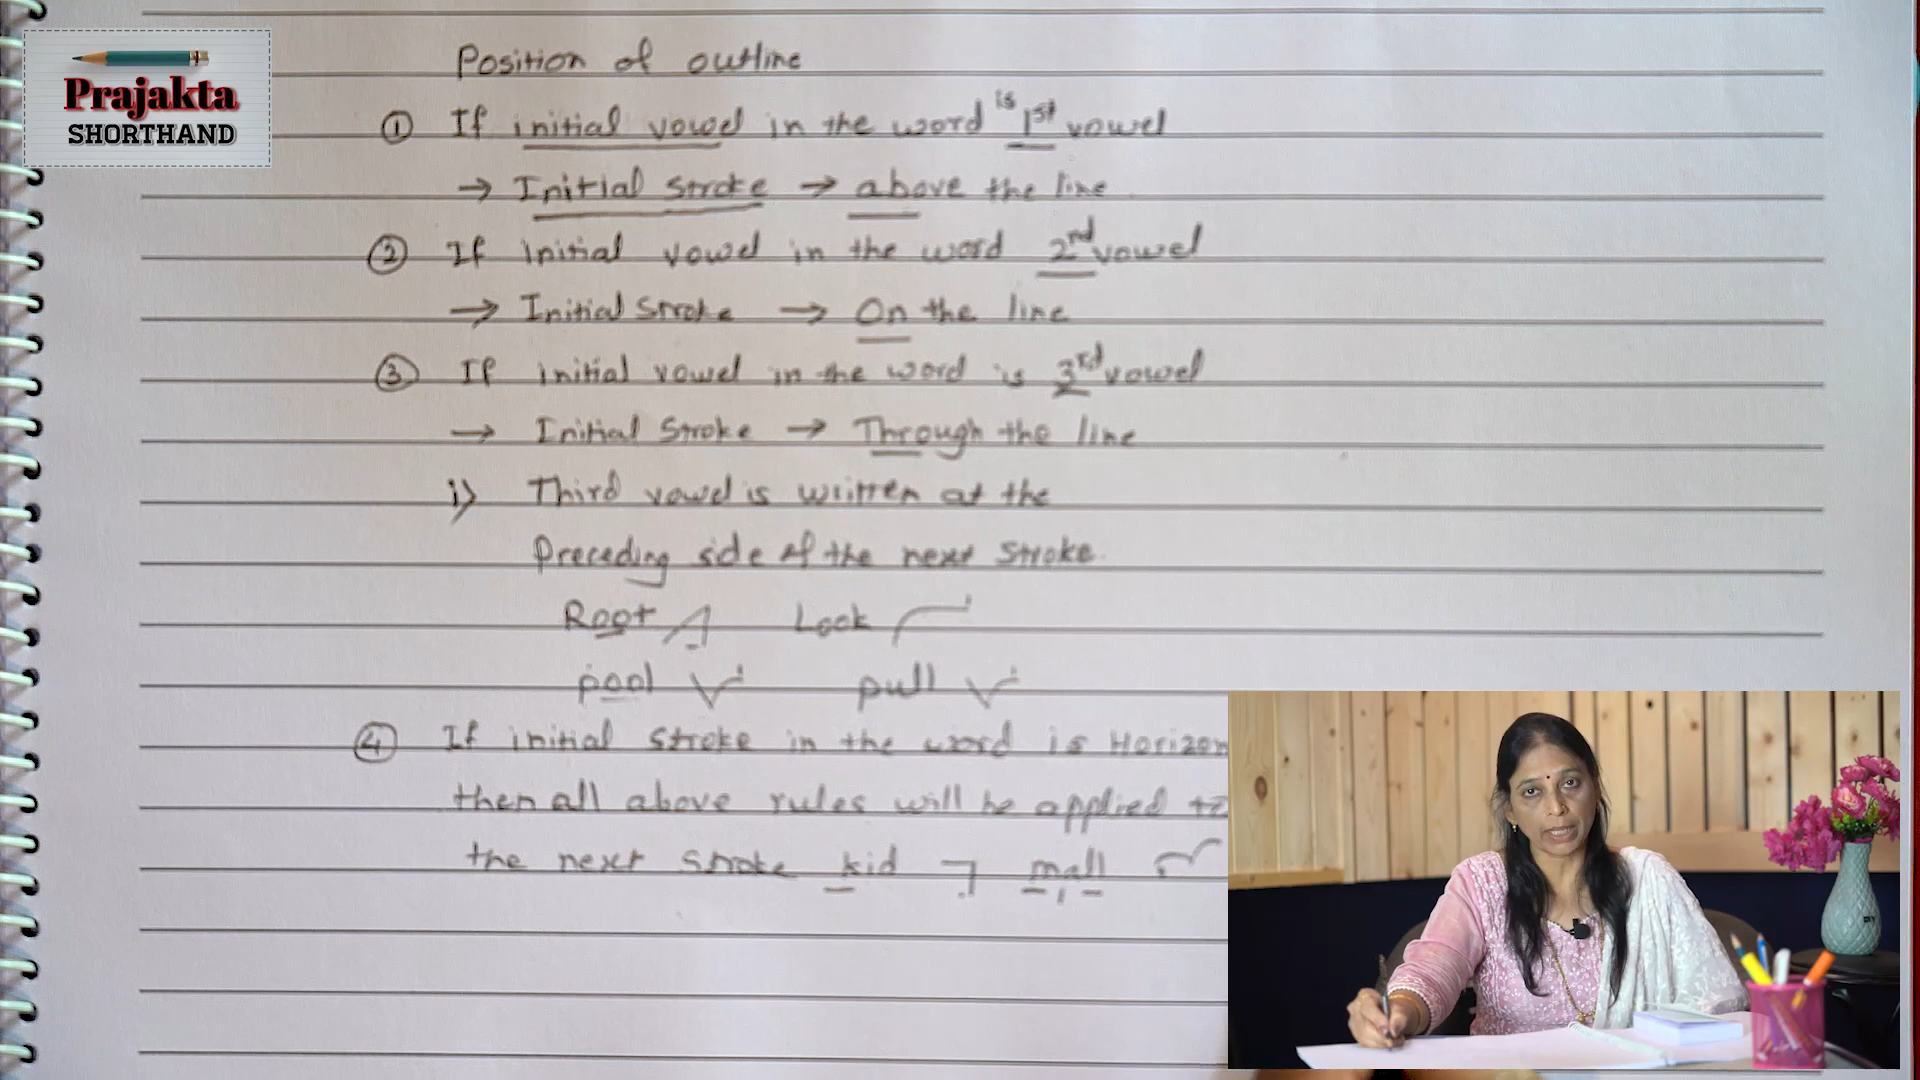 Prajakta
SHORTHAND
Position of outline
① If initial vowel in the word is 1st vowel
→ Initial Stroke → above the line
② If initial vowel in the word 2nd vowel
→ Initial Stroke → On the line
③ If initial vowel in the word is 3rd vowel
→ Initial Stroke → Through the line
i) Third vowel is written at the
Preceding side of the next Stroke.
Root Look
pool pull
④ If initial Stroke in the word is Horizon
then all above rules will be applied to
the next stroke kid mall